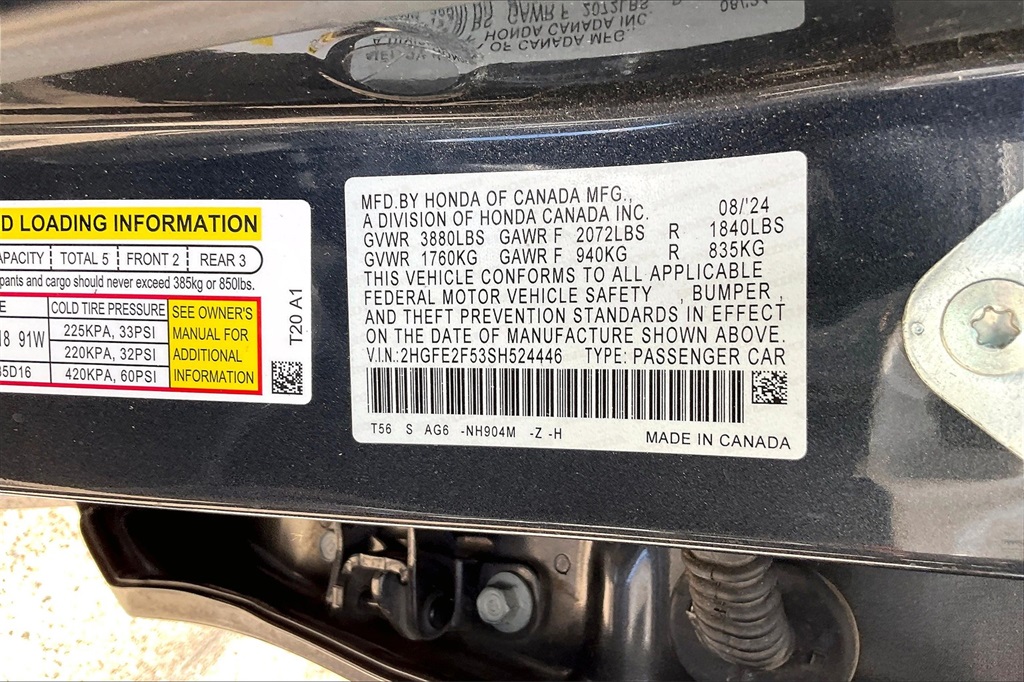 D LOADING INFORMATION
CAPACITY TOTAL 5 FRONT 2 REAR 3
pants and cargo should never exceed 385kg or 850lbs.
E COLD TIRE PRESSURE SEE OWNER'S
MANUAL FOR
ADDITIONAL
INFORMATION
18 91W 225KPA, 33PSI
220KPA, 32PSI
5D16 420KPA, 60PSI
T20 A1
MFD.BY HONDA OF CANADA MFG.,
A DIVISION OF HONDA CANADA INC. 08/'24
GVWR 3880LBS GAWR F 2072LBS R 1840LBS
GVWR 1760KG GAWR F 940KG R 835KG
THIS VEHICLE CONFORMS TO ALL APPLICABLE
FEDERAL MOTOR VEHICLE SAFETY , BUMPER ,
AND THEFT PREVENTION STANDARDS IN EFFECT
ON THE DATE OF MANUFACTURE SHOWN ABOVE.
V.I.N.:2HGFE2F53SH524446 TYPE: PASSENGER CAR
T56 S AG6 -NH904M -Z -H MADE IN CANADA